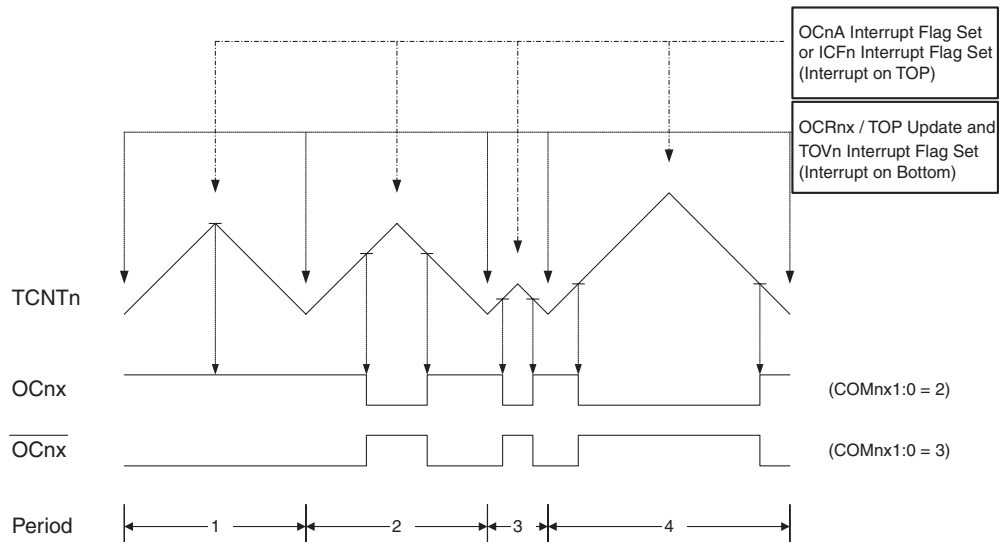 OCnA Interrupt Flag Set
or ICFn Interrupt Flag Set
(Interrupt on TOP)
OCRnx / TOP Update and
TOVn Interrupt Flag Set
(Interrupt on Bottom)
TCNTn
OCnx
(COMnx1:0 = 2)
OCnx
(COMnx1:0 = 3)
Period
1
2
3
4